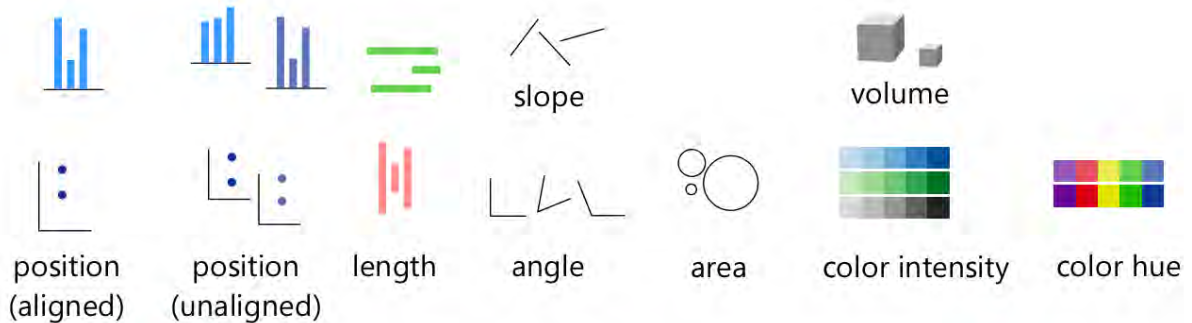 slope
volume
position
(aligned)
position
(unaligned)
length
angle
area
color intensity
color hue